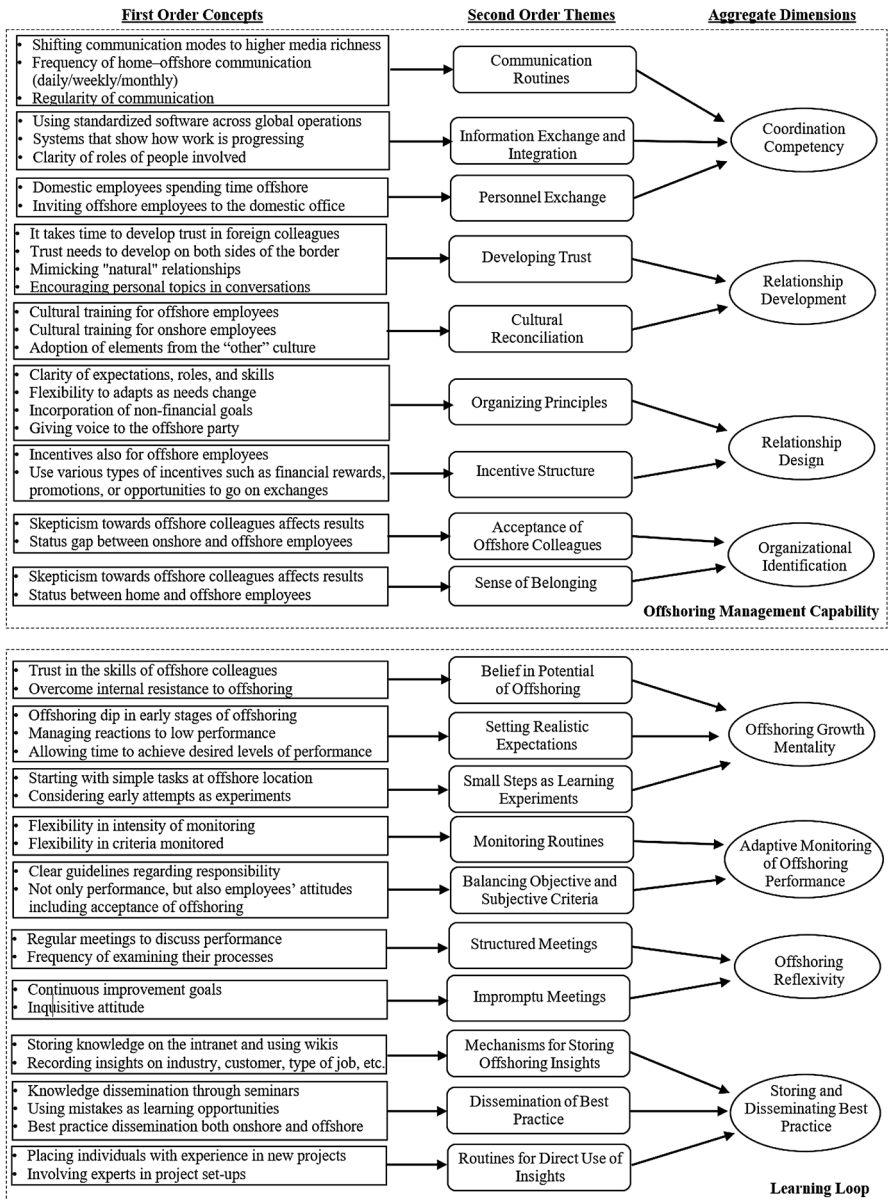 First Order Concepts
Second Order Themes
Aggregate Dimensions
• Shifting communication modes to higher media richness
• Frequency of home–offshore communication
(daily/weekly/monthly)
• Regularity of communication
Communication
Routines
• Using standardized software across global operations
• Systems that show how work is progressing
• Clarity of roles of people involved
Information Exchange and
Integration
Coordination
Competency
• Domestic employees spending time offshore
• Inviting offshore employees to the domestic office
Personnel Exchange
• It takes time to develop trust in foreign colleagues
• Trust needs to develop on both sides of the border
• Mimicking "natural" relationships
• Encouraging personal topics in conversations
Developing Trust
Relationship
Development
• Cultural training for offshore employees
• Cultural training for onshore employees
• Adoption of elements from the “other” culture
Cultural
Reconciliation
• Clarity of expectations, roles, and skills
• Flexibility to adapts as needs change
• Incorporation of non-financial goals
• Giving voice to the offshore party
Organizing Principles
Relationship
Design
• Incentives also for offshore employees
• Use various types of incentives such as financial rewards,
promotions, or opportunities to go on exchanges
Incentive Structure
• Skepticism towards offshore colleagues affects results
• Status gap between onshore and offshore employees
Acceptance of
Offshore Colleagues
Organizational
Identification
• Skepticism towards offshore colleagues affects results
• Status between home and offshore employees
Sense of Belonging
Offshoring Management Capability
• Trust in the skills of offshore colleagues
• Overcome internal resistance to offshoring
Belief in Potential
of Offshoring
• Offshoring dip in early stages of offshoring
• Managing reactions to low performance
• Allowing time to achieve desired levels of performance
Setting Realistic
Expectations
Offshoring Growth
Mentality
• Starting with simple tasks at offshore location
• Considering early attempts as experiments
Small Steps as Learning
Experiments
• Flexibility in intensity of monitoring
• Flexibility in criteria monitored
Monitoring Routines
Adaptive Monitoring
of Offshoring
Performance
• Clear guidelines regarding responsibility
• Not only performance, but also employees’ attitudes
including acceptance of offshoring
Balancing Objective and
Subjective Criteria
• Regular meetings to discuss performance
• Frequency of examining their processes
Structured Meetings
Offshoring
Reflexivity
• Continuous improvement goals
• Inquisitive attitude
Impromptu Meetings
• Storing knowledge on the intranet and using wikis
• Recording insights on industry, customer, type of job, etc.
Mechanisms for Storing
Offshoring Insights
• Knowledge dissemination through seminars
• Using mistakes as learning opportunities
• Best practice dissemination both onshore and offshore
Dissemination of Best
Practice
Storing and
Disseminating Best
Practice
• Placing individuals with experience in new projects
• Involving experts in project set-ups
Routines for Direct Use of
Insights
Learning Loop